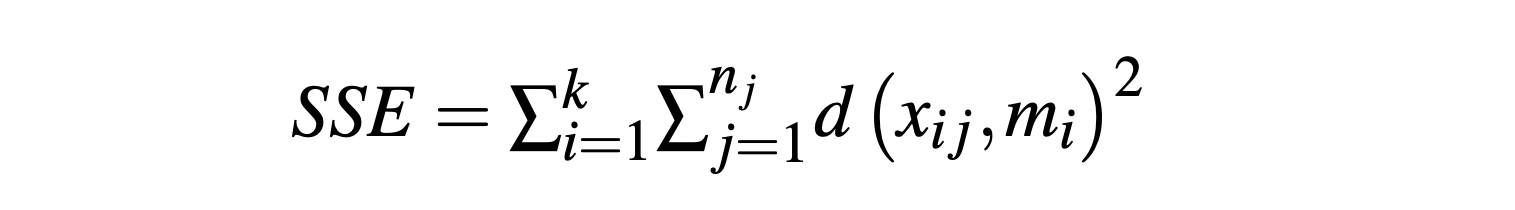 SSE = ∑_{i=1}^{k} ∑_{j=1}^{n_j} d (x_{ij}, m_i)^2